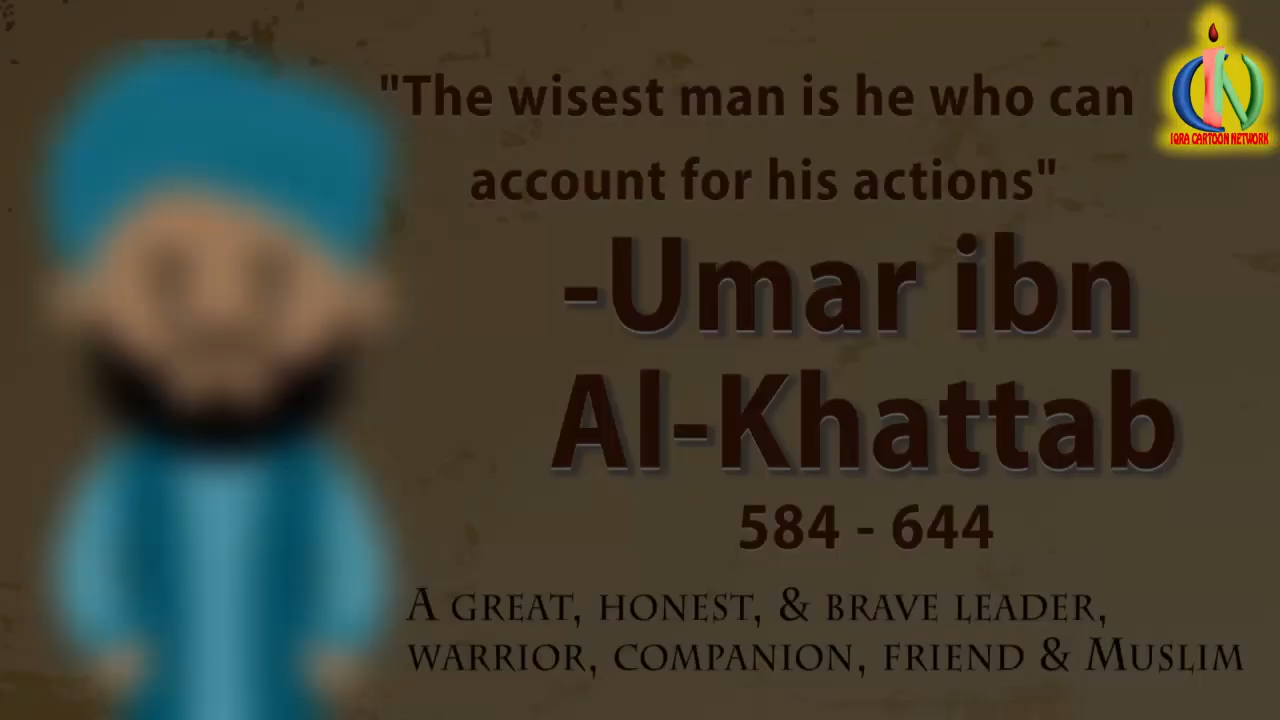 "The wisest man is he who can
account for his actions"
-Umar ibn
Al-Khattab
584 - 644
A GREAT, HONEST, & BRAVE LEADER,
WARRIOR, COMPANION, FRIEND & MUSLIM
IQRA CARTOON NETWORK